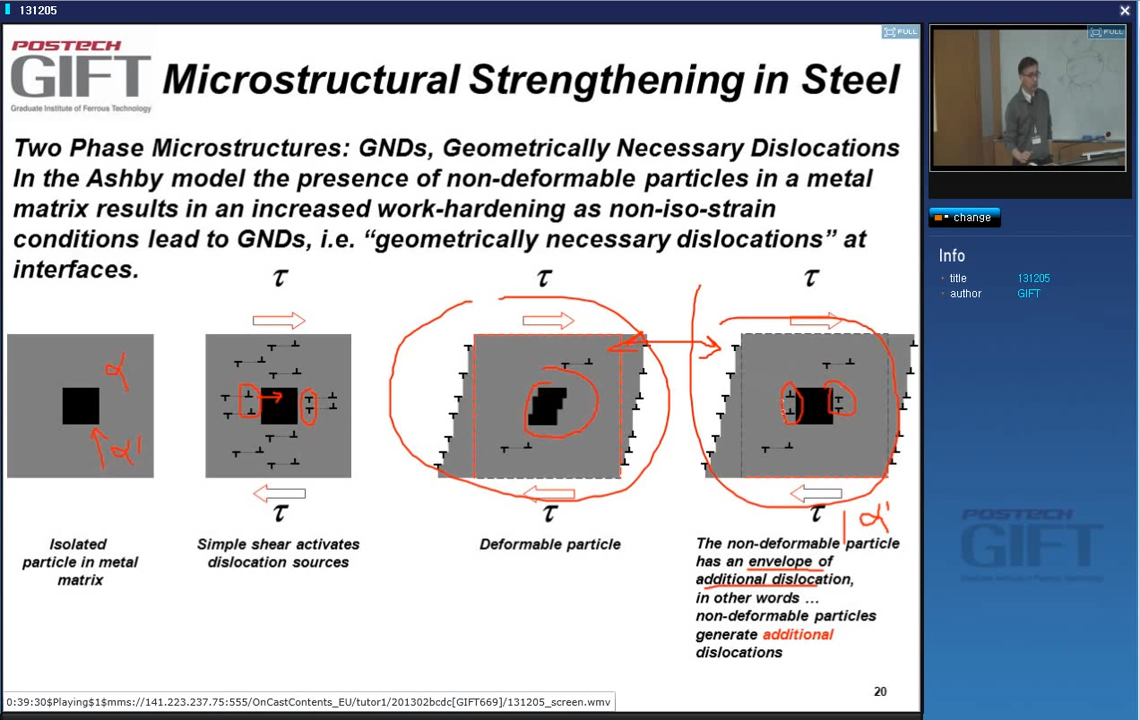 131205
FULL
FULL
POSTECH
GIFT
Graduate Institute of Ferrous Technology
Microstructural Strengthening in Steel
Two Phase Microstructures: GNDs, Geometrically Necessary Dislocations
In the Ashby model the presence of non-deformable particles in a metal
matrix results in an increased work-hardening as non-iso-strain
conditions lead to GNDs, i.e. “geometrically necessary dislocations” at
interfaces.
τ
τ
τ
α
α'
τ
τ
τ
α'
Isolated
particle in metal
matrix
Simple shear activates
dislocation sources
Deformable particle
The non-deformable particle
has an envelope of
additional dislocation,
in other words ...
non-deformable particles
generate additional
dislocations
20
0:39:30$Playing$1$mms://141.223.237.75:555/OnCastContents_EU/tutor1/201302bcdc[GIFT669]/131205_screen.wmv
change
Info
title 131205
author GIFT
POSTECH
GIFT
Graduate Institute of Ferrous Technology